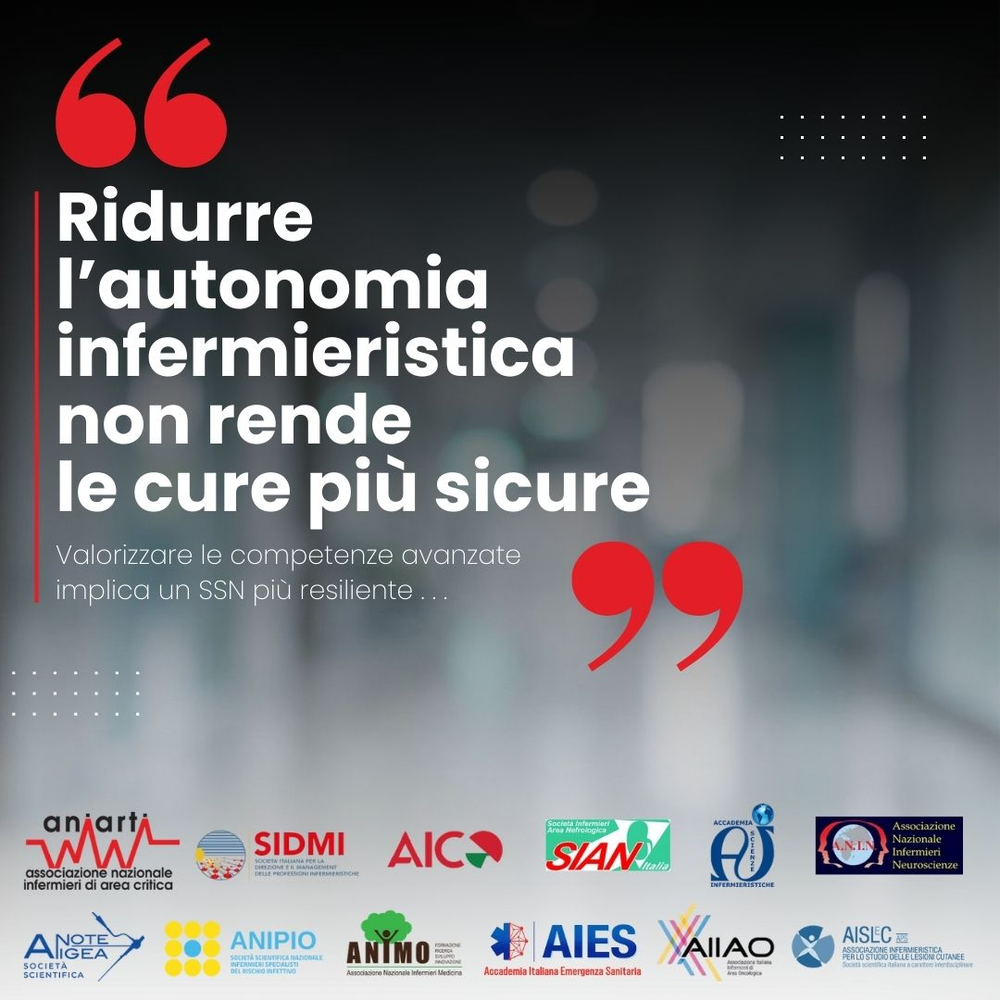 Ridurre
l’autonomia
infermieristica
non rende
le cure più sicure
Valorizzare le competenze avanzate
implica un SSN più resiliente . . .
aniarti
associazione nazionale
infermieri di area critica
SIDMI
SOCIETA' ITALIANA PER LA
DIREZIONE E IL MANAGEMENT
DELLE PROFESSIONI INFERMIERISTICHE
AICO
Società Infermieri
Area Nefrologica
SIAN
Italia
ACCADEMIA
SCIENZE
INFERMIERISTICHE
A.N.I.N.
Associazione
Nazionale
Infermieri
Neuroscienze
ANOTE
ANIGEA
SOCIETÀ
SCIENTIFICA
ANIPIO
SOCIETÀ SCIENTIFICA NAZIONALE
INFERMIERI SPECIALISTI
DEL RISCHIO INFETTIVO
ANIMO
FORMAZIONE
RICERCA
SVILUPPO
INNOVAZIONE
Associazione Nazionale Infermieri Medicina
AIES
Accademia Italiana Emergenza Sanitaria
AIIAO
Associazione Italiana
Infermieri di
Area Oncologica
AISLEC
APS
ASSOCIAZIONE INFERMIERISTICA
PER LO STUDIO DELLE LESIONI CUTANEE
Società scientifica italiana a carattere interdisciplinare